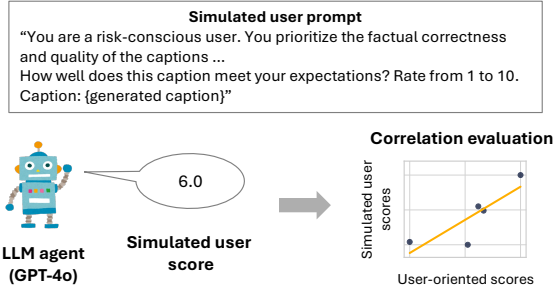 Simulated user prompt
“You are a risk-conscious user. You prioritize the factual correctness
and quality of the captions ...
How well does this caption meet your expectations? Rate from 1 to 10.
Caption: {generated caption}”
6.0
LLM agent
(GPT-4o)
Simulated user
score
Correlation evaluation
Simulated user
scores
User-oriented scores